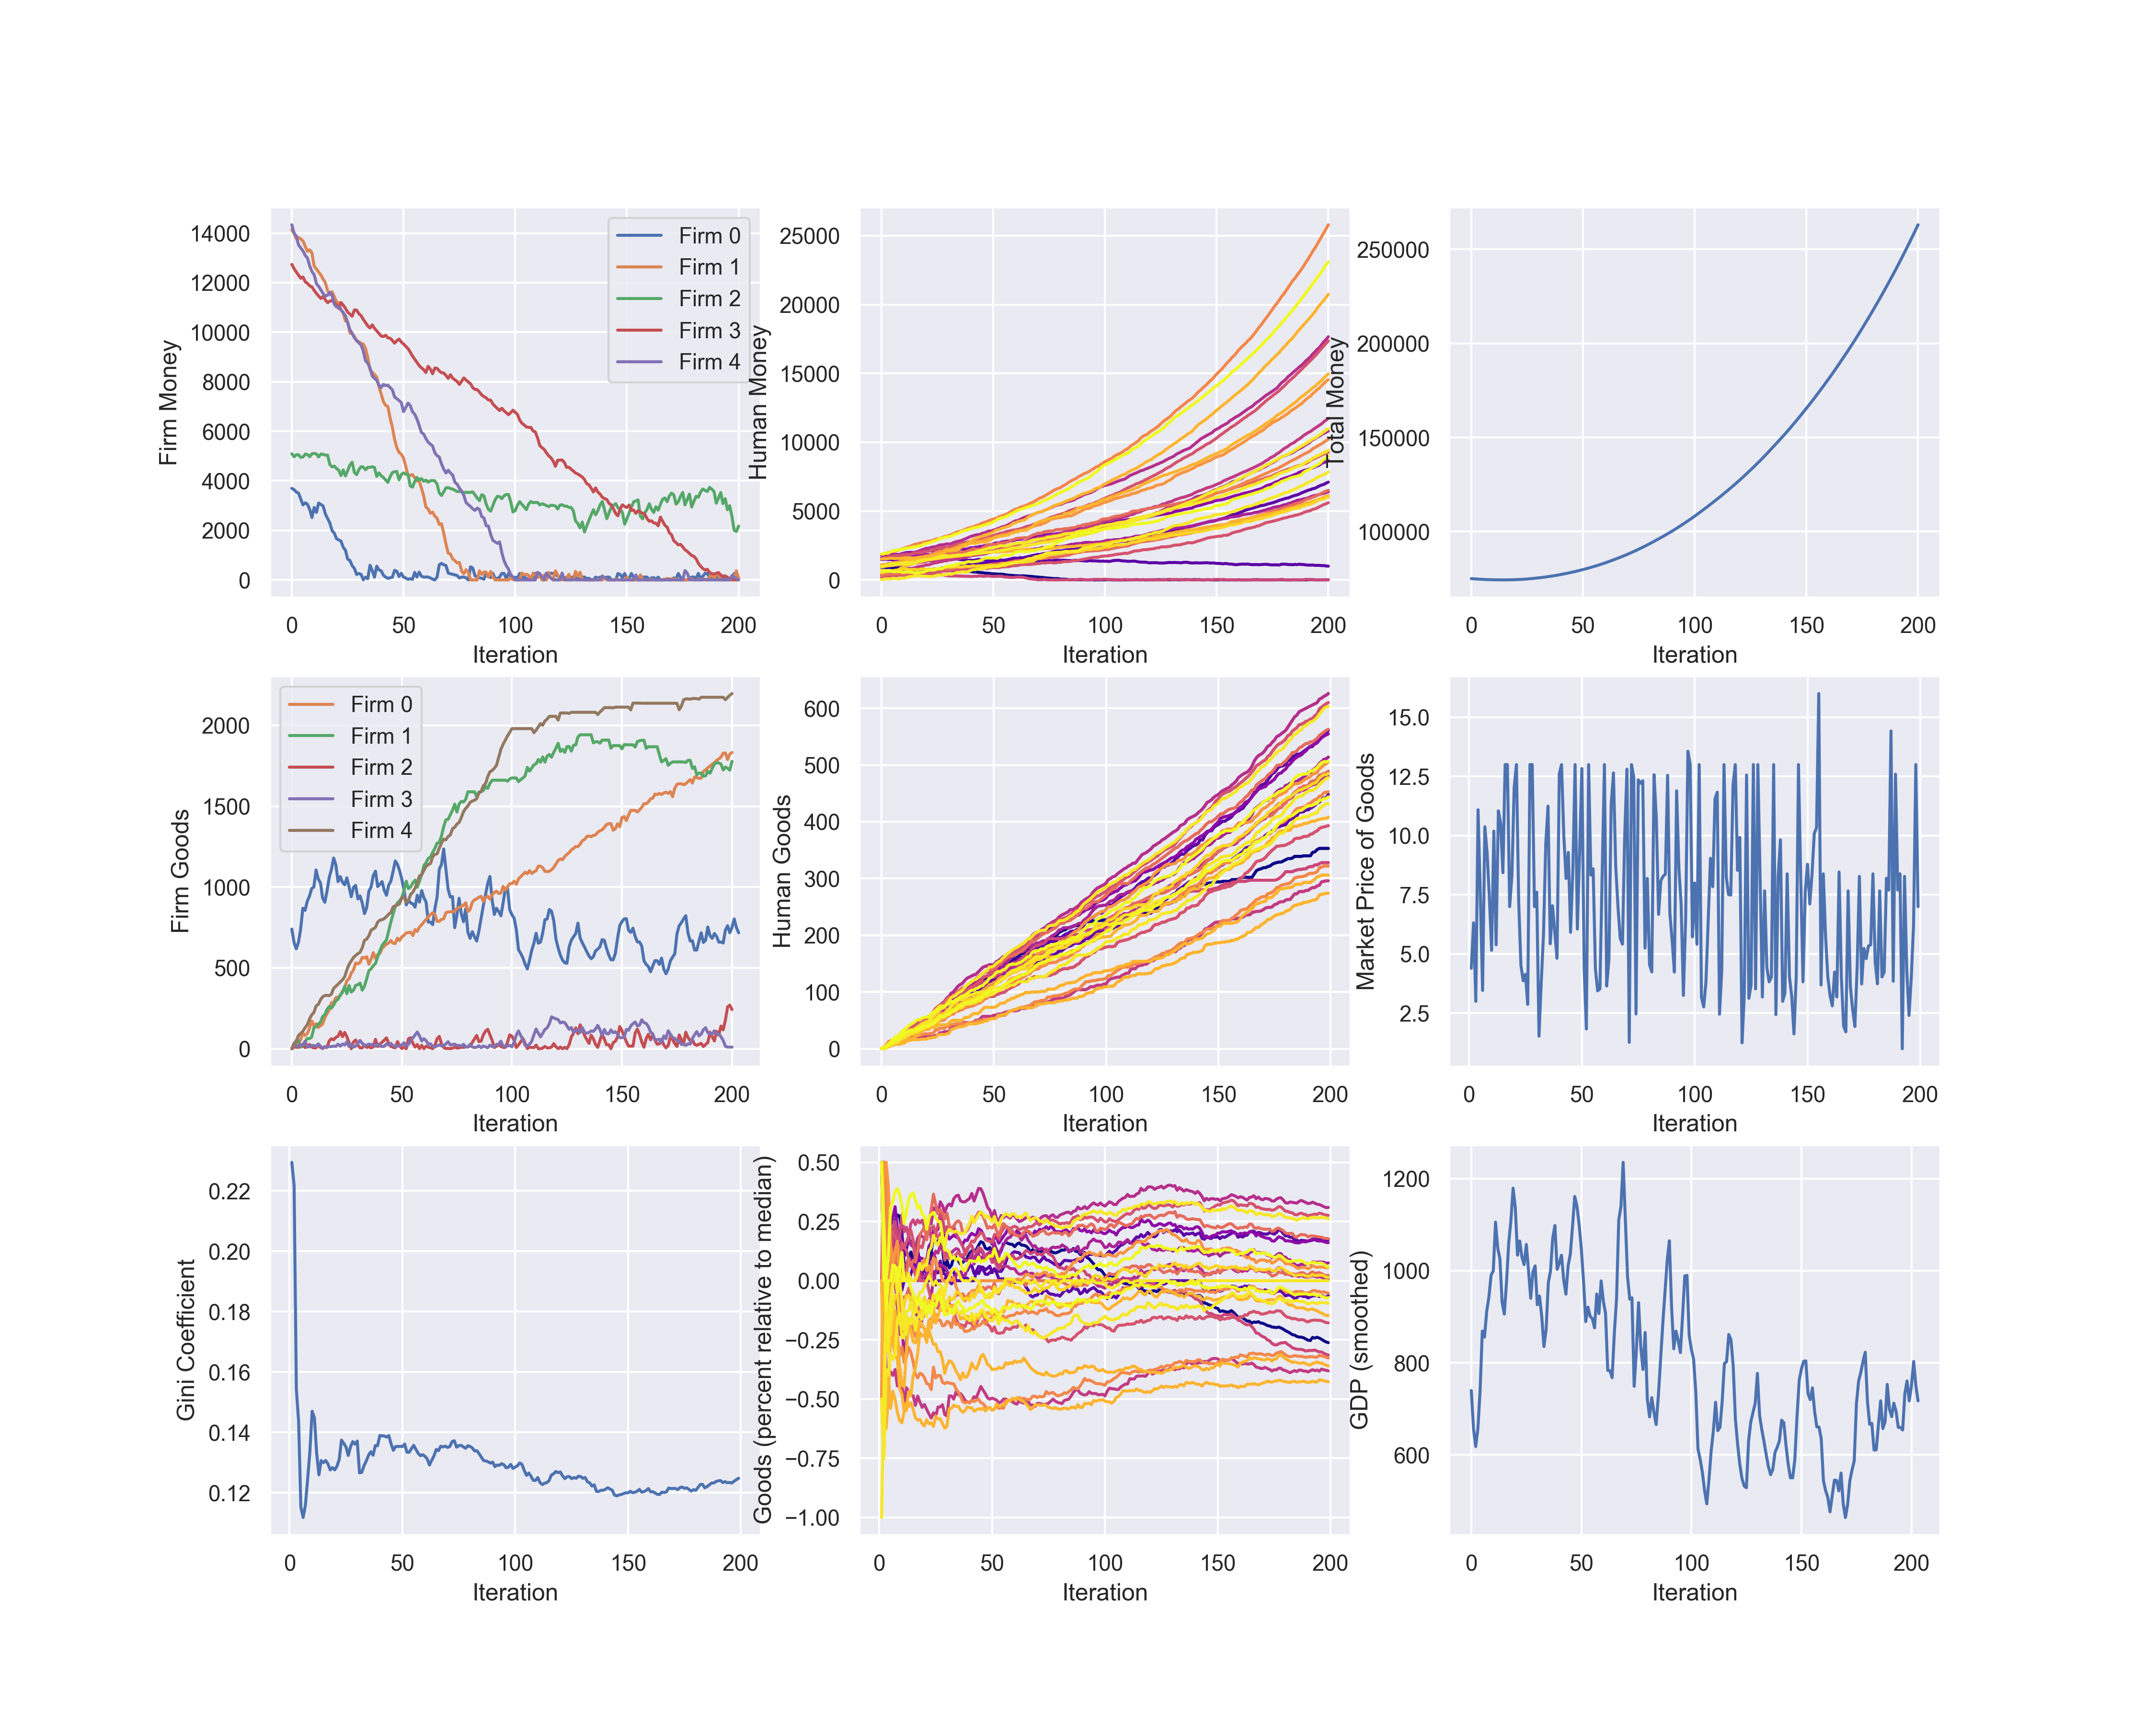 14000
12000
10000
8000
6000
4000
2000
0
Firm Money
Firm 0
Firm 1
Firm 2
Firm 3
Firm 4
0 50 100 150 200
Iteration
25000
20000
15000
10000
5000
0
Human Money
0 50 100 150 200
Iteration
250000
200000
150000
100000
Total Money
0 50 100 150 200
Iteration
2000
1500
1000
500
0
Firm Goods
Firm 0
Firm 1
Firm 2
Firm 3
Firm 4
0 50 100 150 200
Iteration
600
500
400
300
200
100
0
Human Goods
0 50 100 150 200
Iteration
15.0
12.5
10.0
7.5
5.0
2.5
Market Price of Goods
0 50 100 150 200
Iteration
0.22
0.20
0.18
0.16
0.14
0.12
Gini Coefficient
0 50 100 150 200
Iteration
0.50
0.25
0.00
−0.25
−0.50
−0.75
−1.00
Goods (percent relative to median)
0 50 100 150 200
Iteration
1200
1000
800
600
GDP (smoothed)
0 50 100 150 200
Iteration